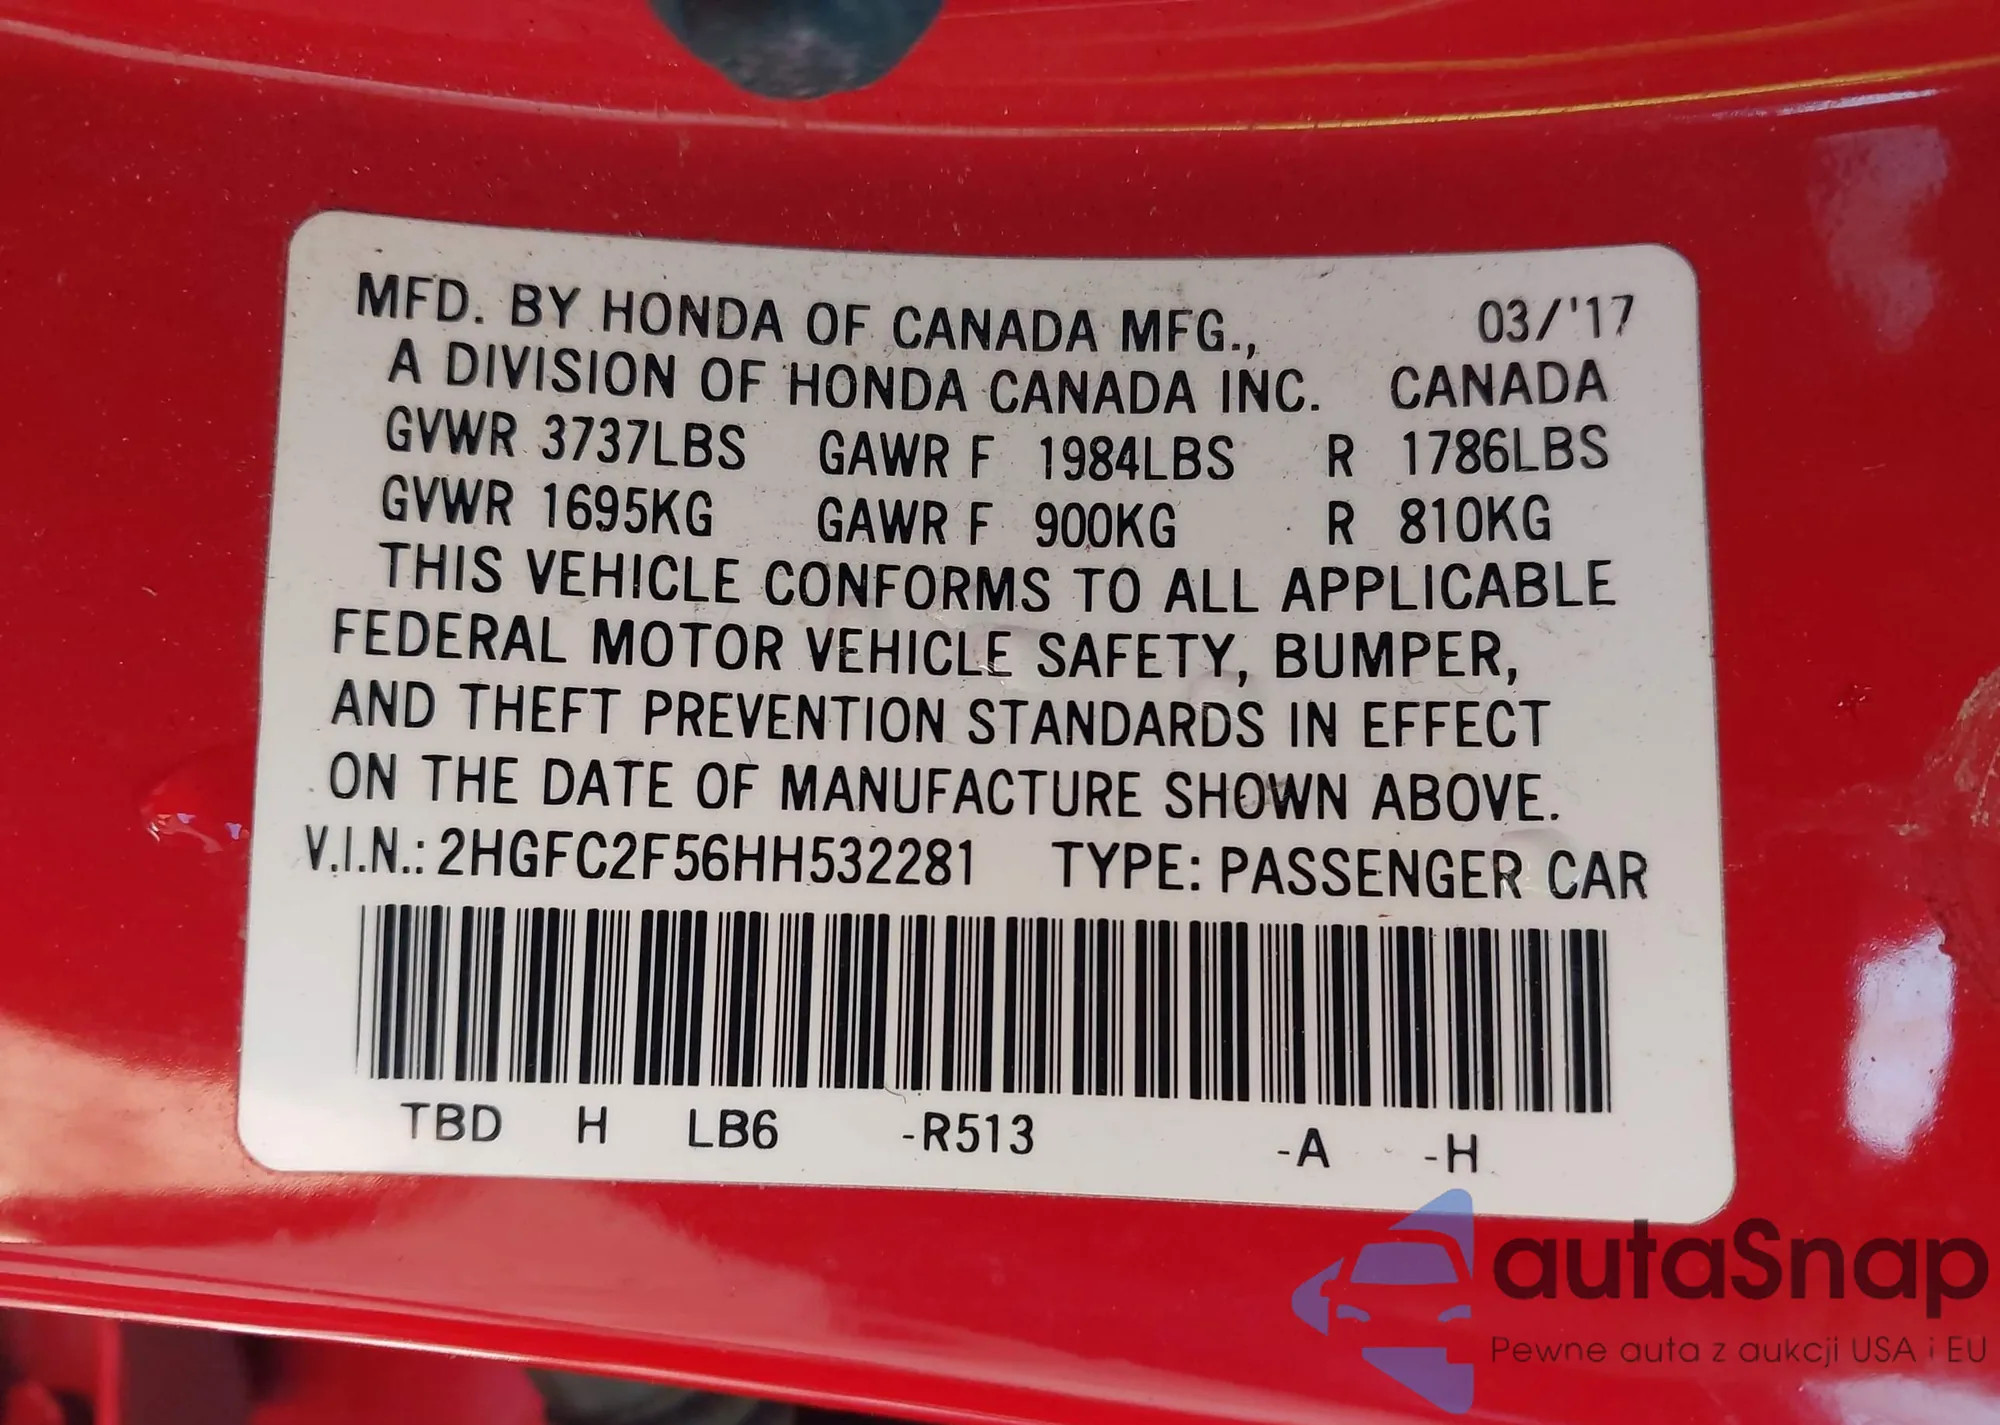 MFD. BY HONDA OF CANADA MFG., 03/'17
A DIVISION OF HONDA CANADA INC. CANADA
GVWR 3737LBS GAWR F 1984LBS R 1786LBS
GVWR 1695KG GAWR F 900KG R 810KG
THIS VEHICLE CONFORMS TO ALL APPLICABLE
FEDERAL MOTOR VEHICLE SAFETY, BUMPER,
AND THEFT PREVENTION STANDARDS IN EFFECT
ON THE DATE OF MANUFACTURE SHOWN ABOVE.
V.I.N.: 2HGFC2F56HH532281 TYPE: PASSENGER CAR
TBD H LB6 -R513 -A -H
autaSnap
Pewne auta z aukcji USA i EU